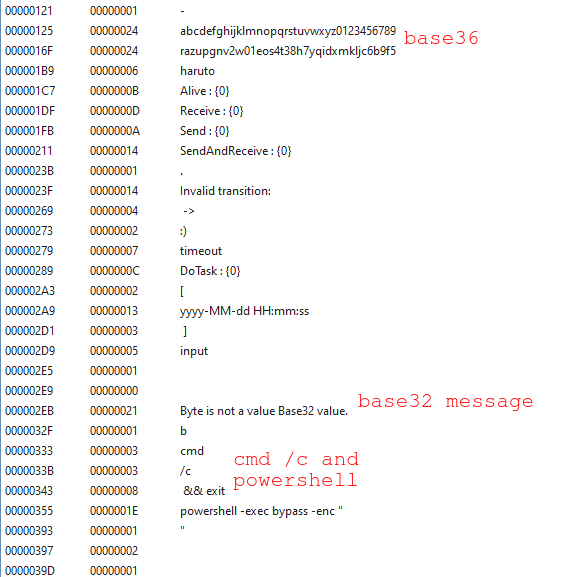 00000121 00000001 -
00000125 00000024 abcdefghijklmnopqrstuvwxyz0123456789 base36
0000016F 00000024 razupgnv2w01eos4t38h7yqidxmkljc6b9f5
000001B9 00000006 haruto
000001C7 0000000B Alive : {0}
000001DF 0000000D Receive : {0}
000001FB 0000000A Send : {0}
00000211 00000014 SendAndReceive : {0}
0000023B 00000001 .
0000023F 00000014 Invalid transition:
00000269 00000004 ->
00000273 00000002 :)
00000279 00000007 timeout
00000289 0000000C DoTask : {0}
000002A3 00000002 [
000002A9 00000013 yyyy-MM-dd HH:mm:ss
000002D1 00000003 ]
000002D9 00000005 input
000002E5 00000001
000002E9 00000000
000002EB 00000021 Byte is not a value Base32 value. base32 message
0000032F 00000001 b
00000333 00000003 cmd
0000033B 00000003 /c
cmd /c and
powershell
00000343 00000008 && exit
00000355 0000001E powershell -exec bypass -enc "
00000393 00000001 "
00000397 00000002
0000039D 00000001